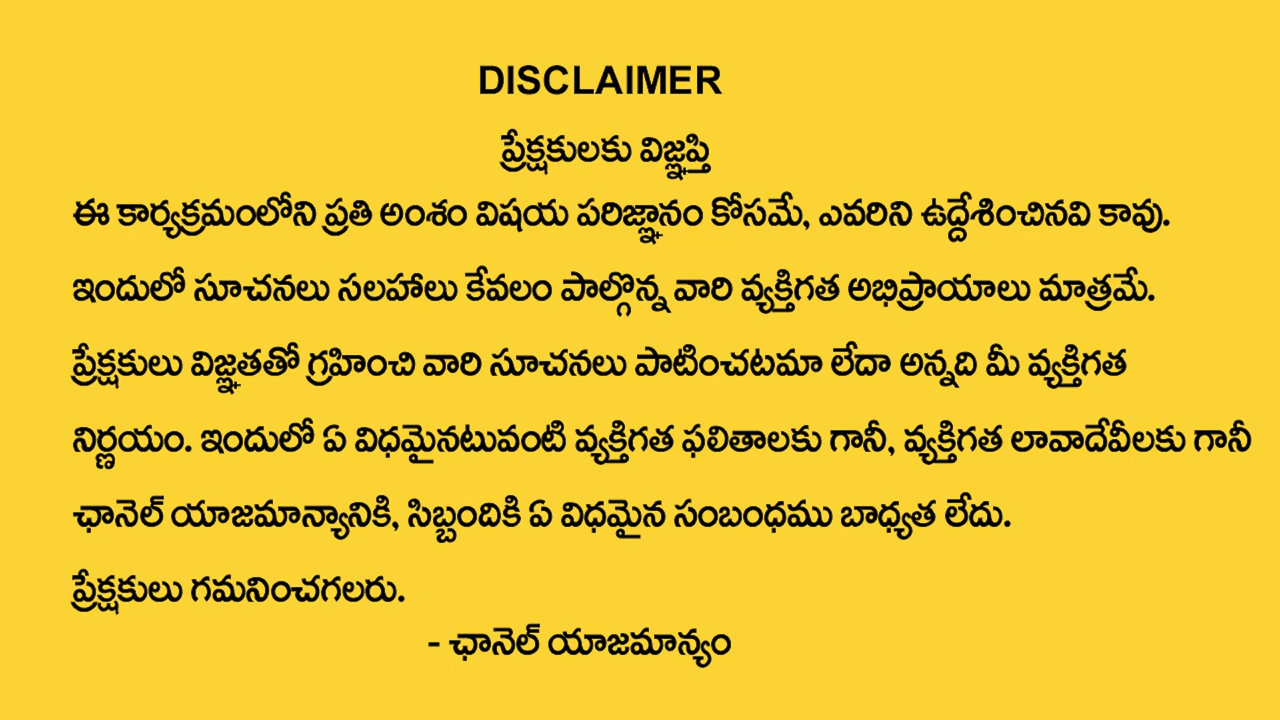 DISCLAIMER
ప్రేక్షకులకు విజ్ఞప్తి
ఈ కార్యక్రమంలోని ప్రతి అంశం విషయ పరిజ్ఞానం కోసమే, ఎవరిని ఉద్దేశించినవి కావు.
ఇందులో సూచనలు సలహాలు కేవలం పాల్గొన్న వారి వ్యక్తిగత అభిప్రాయాలు మాత్రమే.
ప్రేక్షకులు విజ్ఞతతో గ్రహించి వారి సూచనలు పాటించటమా లేదా అన్నది మీ వ్యక్తిగత
నిర్ణయం. ఇందులో ఏ విధమైనటువంటి వ్యక్తిగత ఫలితాలకు గానీ, వ్యక్తిగత లావాదేవీలకు గానీ
ఛానెల్ యాజమాన్యానికి, సిబ్బందికి ఏ విధమైన సంబంధము బాధ్యత లేదు.
ప్రేక్షకులు గమనించగలరు.
- ఛానెల్ యాజమాన్యం